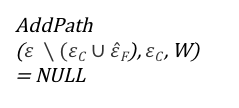 AddPath
(ε \ (ε_C ∪ ε̂_F), ε_C, W)
= NULL